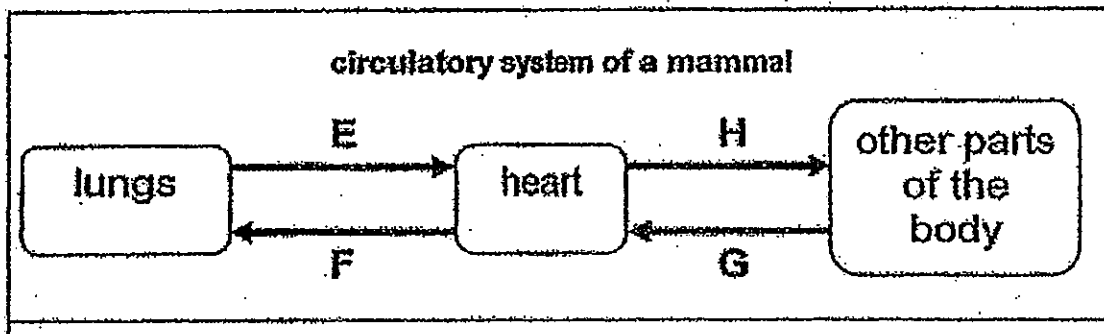 circulatory system of a mammal
E
H
lungs
heart
other parts
of the
body
F
G